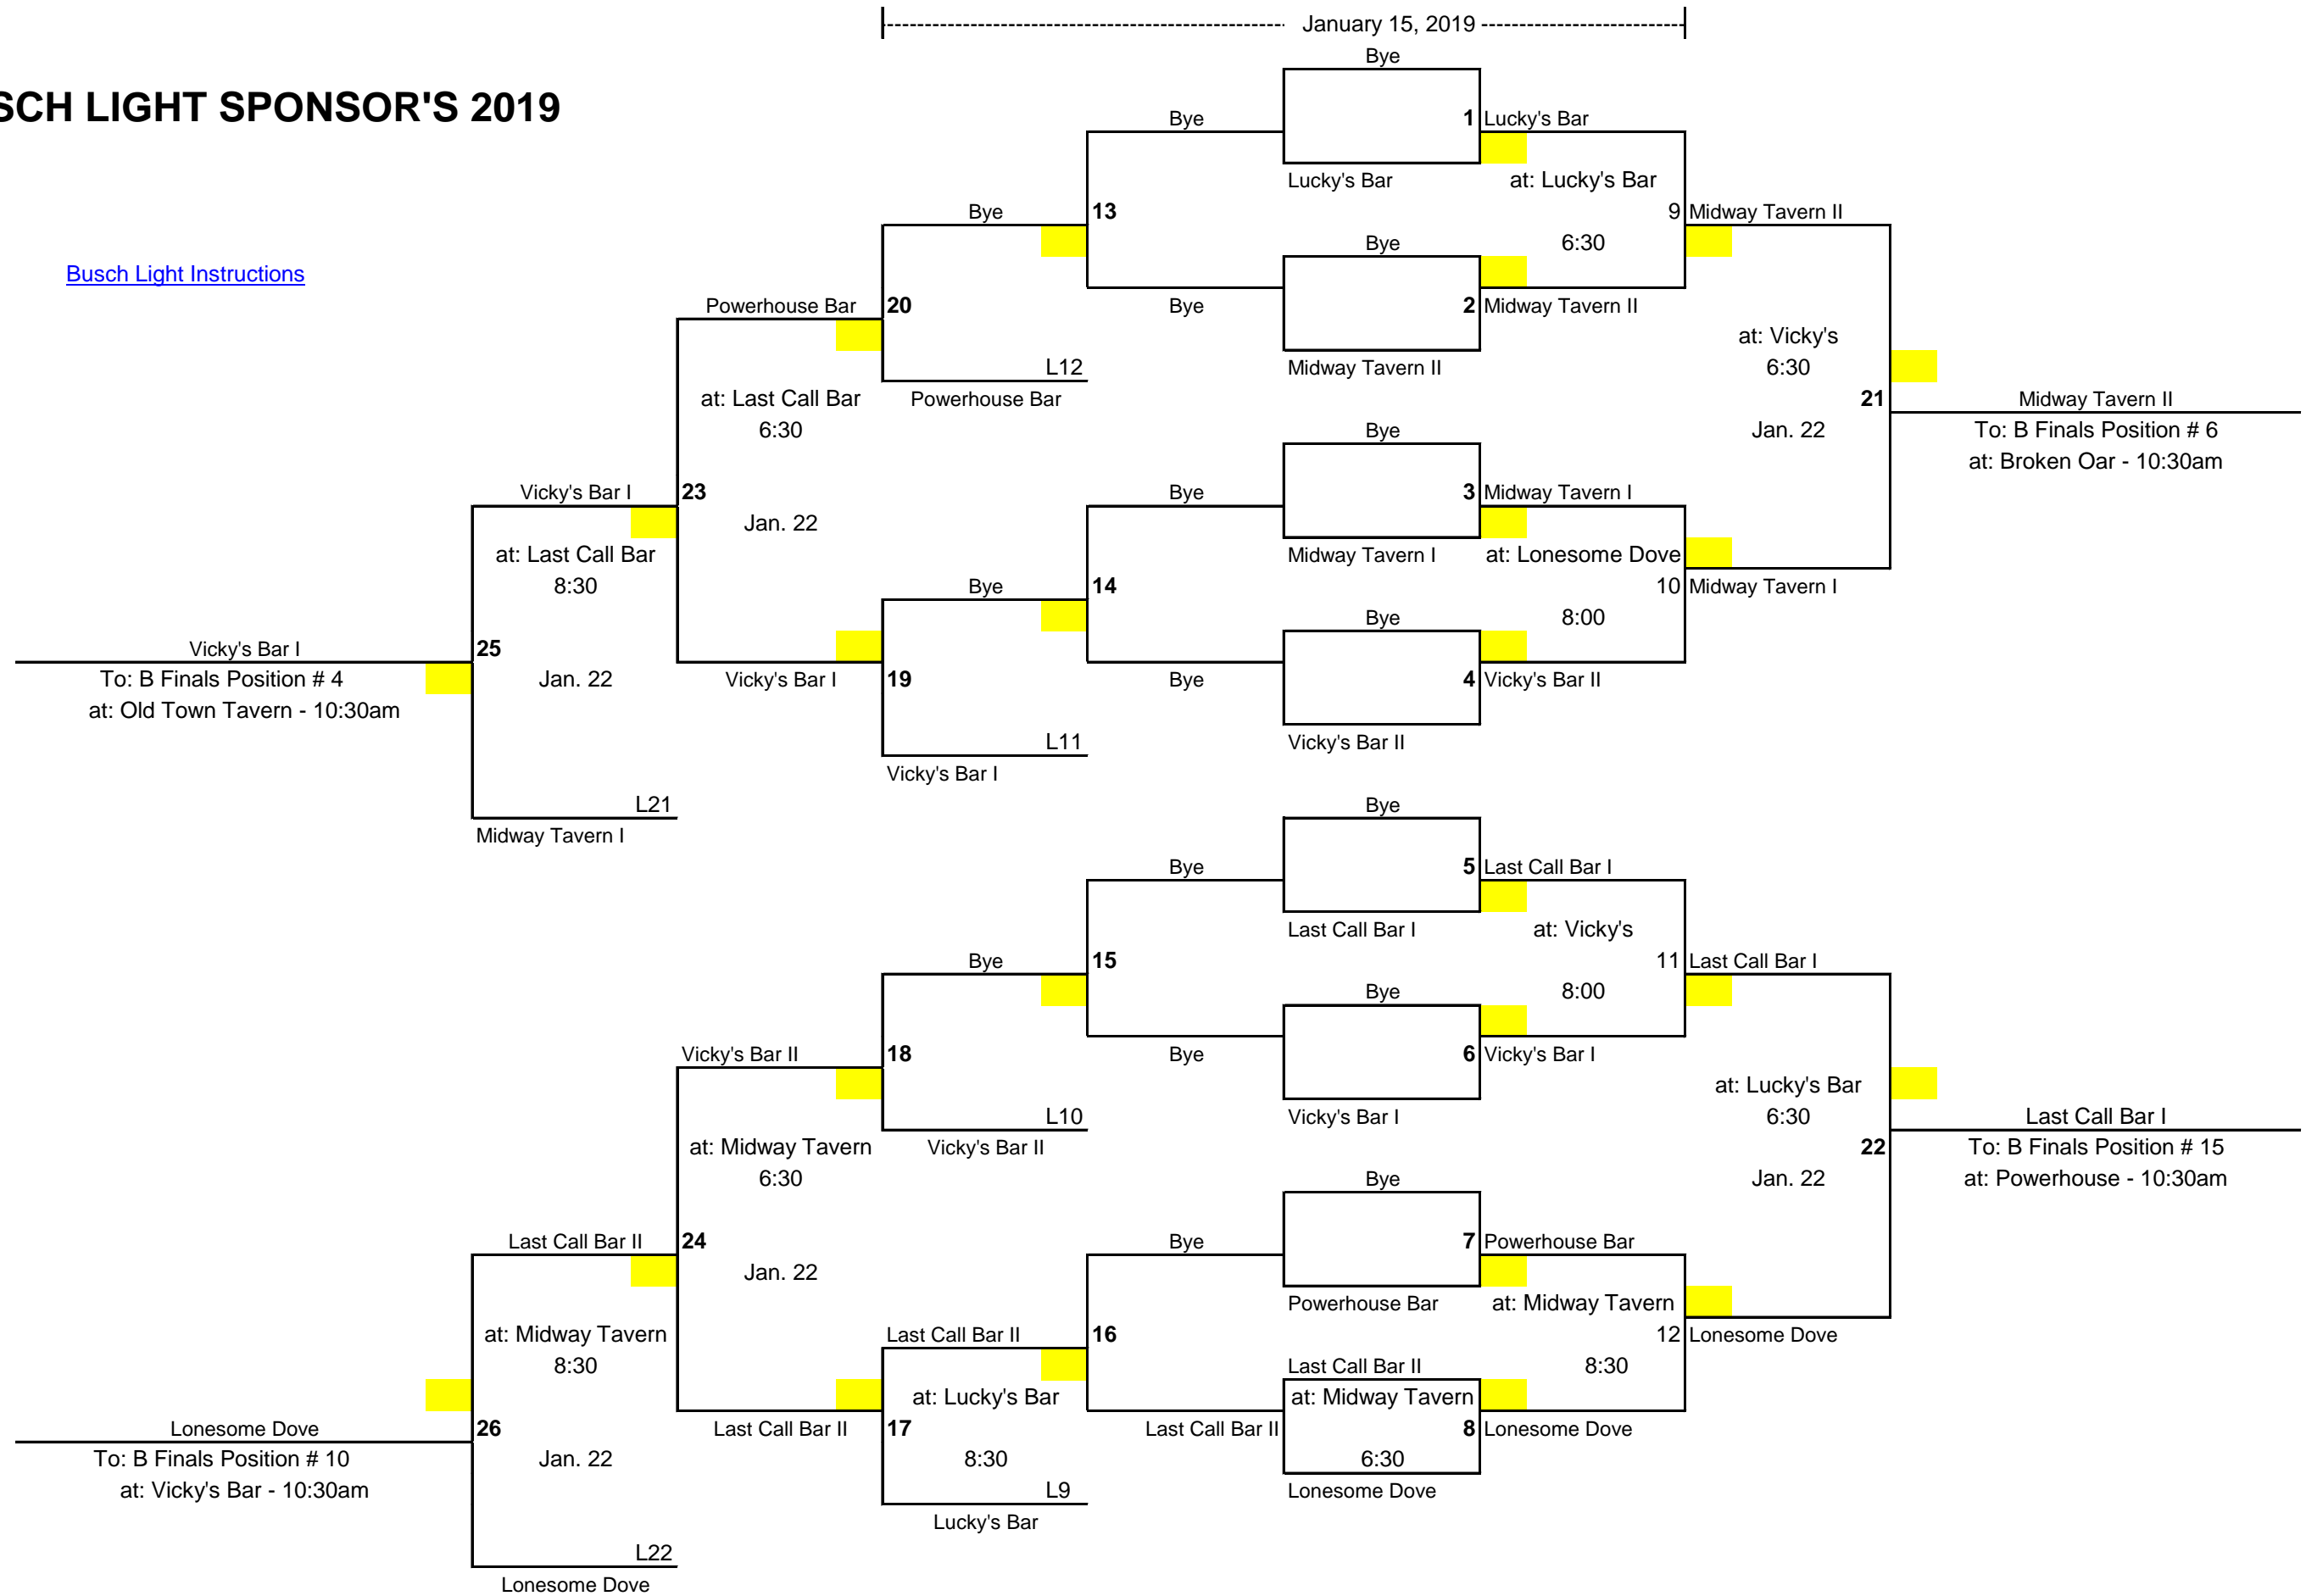 January 15, 2019
Bye
SCH LIGHT SPONSOR'S 2019
Bye
1 Lucky's Bar
Lucky's Bar
at: Lucky's Bar
Bye
13
9 Midway Tavern II
Bye
6:30
Busch Light Instructions
Powerhouse Bar
20
Bye
2 Midway Tavern II
at: Vicky's
L12
Midway Tavern II
6:30
at: Last Call Bar
Powerhouse Bar
21
Midway Tavern II
6:30
Bye
Jan. 22
To: B Finals Position # 6
at: Broken Oar - 10:30am
Vicky's Bar I
23
Bye
3 Midway Tavern I
Jan. 22
at: Last Call Bar
Midway Tavern I
at: Lonesome Dove
8:30
Bye
14
10 Midway Tavern I
Bye
8:00
Vicky's Bar I
25
To: B Finals Position # 4
Jan. 22
Vicky's Bar I
19
Bye
4 Vicky's Bar II
at: Old Town Tavern - 10:30am
L11
Vicky's Bar II
Vicky's Bar I
L21
Bye
Midway Tavern I
Bye
5 Last Call Bar I
Last Call Bar I
at: Vicky's
Bye
15
11 Last Call Bar I
Bye
8:00
Vicky's Bar II
18
Bye
6 Vicky's Bar I
at: Lucky's Bar
L10
Vicky's Bar I
6:30
Last Call Bar I
at: Midway Tavern
Vicky's Bar II
22
To: B Finals Position # 15
6:30
Bye
Jan. 22
at: Powerhouse - 10:30am
Last Call Bar II
24
Bye
7 Powerhouse Bar
Jan. 22
Powerhouse Bar
at: Midway Tavern
at: Midway Tavern
Last Call Bar II
16
12 Lonesome Dove
8:30
Last Call Bar II
8:30
at: Lucky's Bar
at: Midway Tavern
Lonesome Dove
26
Last Call Bar II
17
Last Call Bar II
8 Lonesome Dove
To: B Finals Position # 10
Jan. 22
8:30
6:30
at: Vicky's Bar - 10:30am
L9
Lonesome Dove
Lucky's Bar
L22
Lonesome Dove